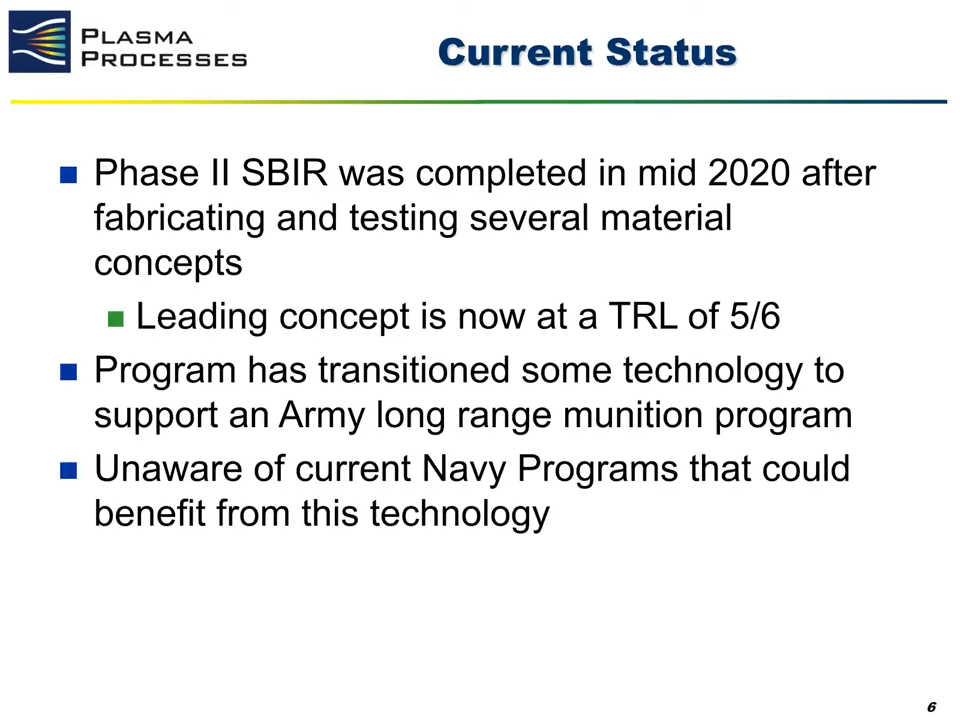 PLASMA
PROCESSES
Current Status
Phase II SBIR was completed in mid 2020 after
fabricating and testing several material
concepts
Leading concept is now at a TRL of 5/6
Program has transitioned some technology to
support an Army long range munition program
Unaware of current Navy Programs that could
benefit from this technology
6